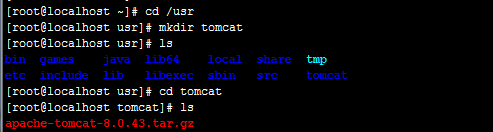 [root@localhost ~]# cd /usr
[root@localhost usr]# mkdir tomcat
[root@localhost usr]# ls
bin games java lib64 local share tmp
etc include lib libexec sbin src tomcat
[root@localhost usr]# cd tomcat
[root@localhost tomcat]# ls
apache-tomcat-8.0.43.tar.gz